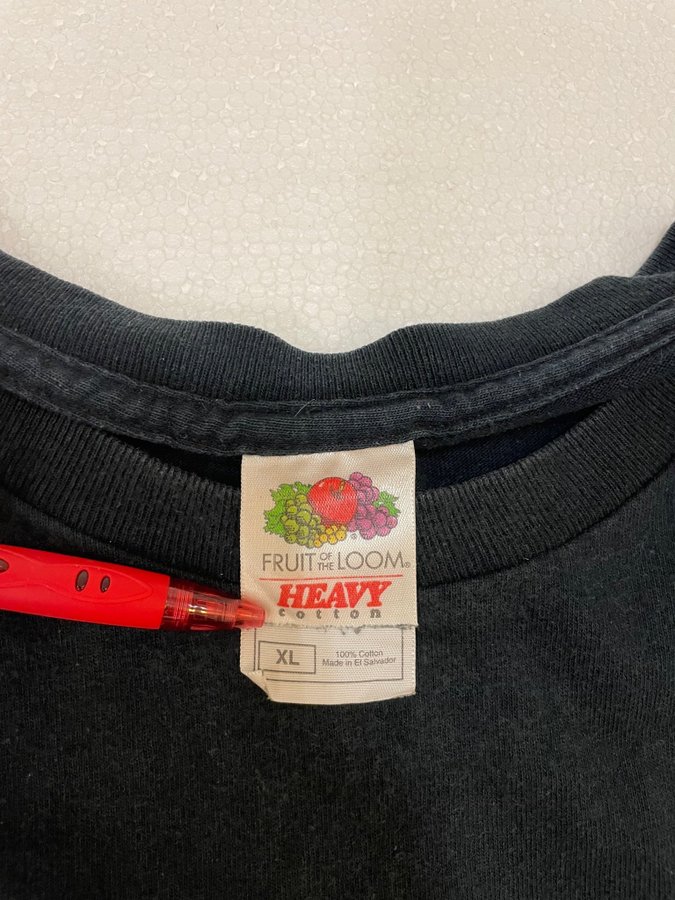 FRUIT OF THE LOOM®
HEAVY
cotton
XL
100% Cotton
Made in El Salvador